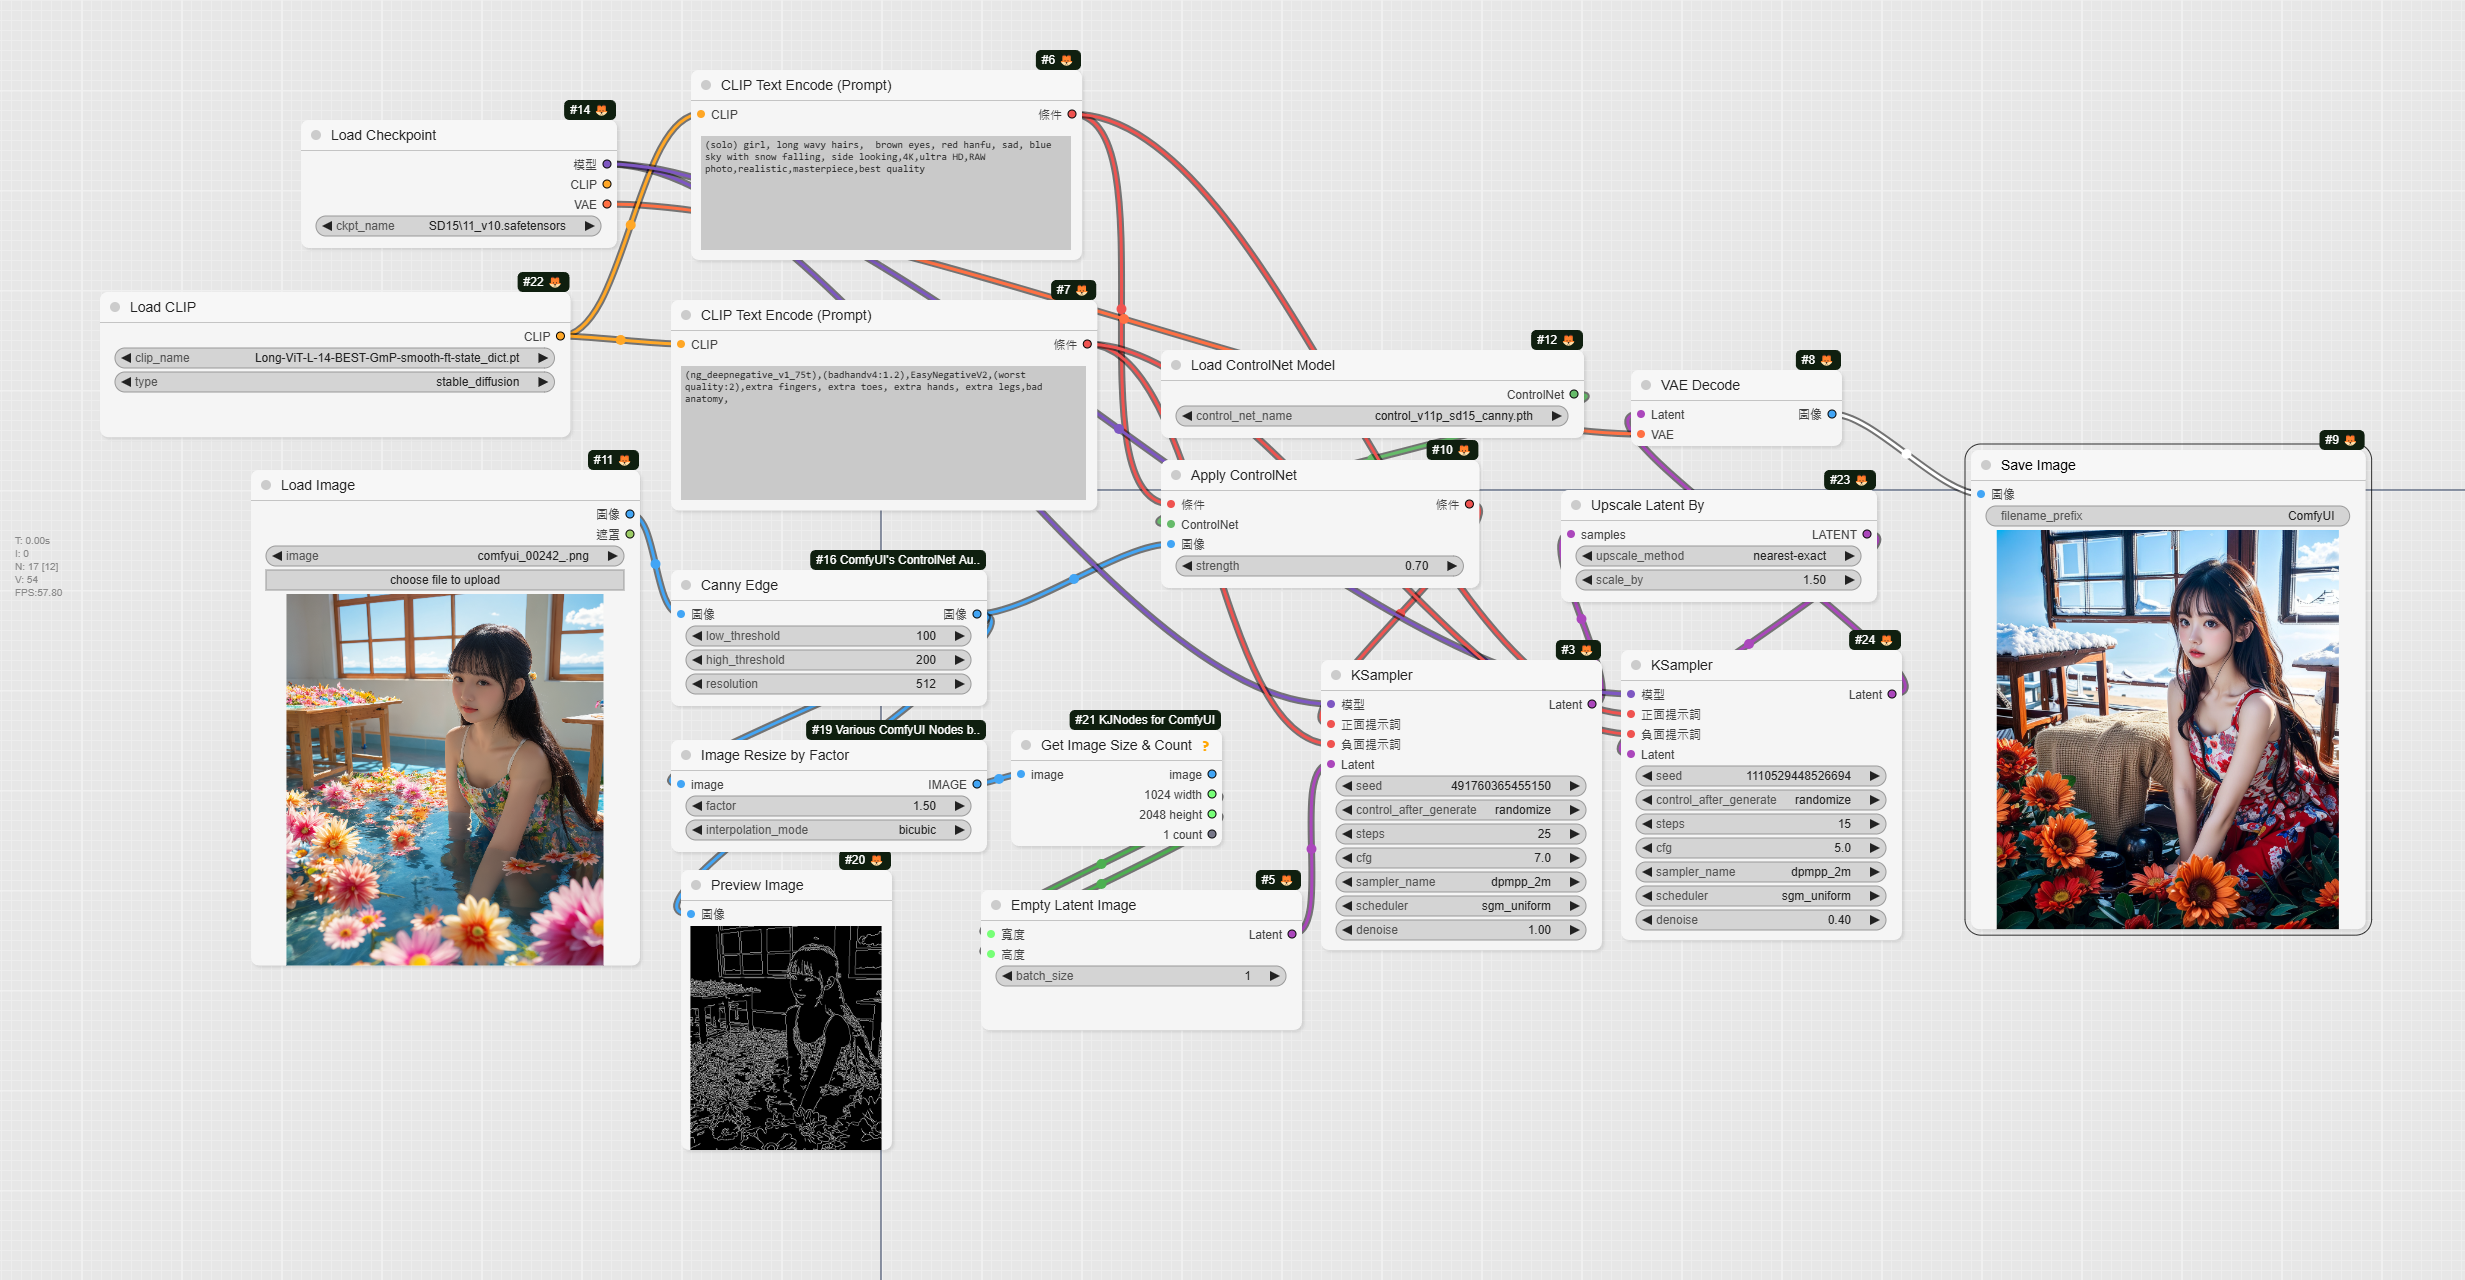 #14
Load Checkpoint
模型
CLIP
VAE
ckpt_name SD15\11_v10.safetensors
#22
Load CLIP
CLIP
clip_name Long-ViT-L-14-BEST-GmP-smooth-ft-state_dict.pt
type stable_diffusion
#11
Load Image
圖像
遮罩
image comfyui_00242_.png
choose file to upload
T: 0.00s
I: 0
N: 17 [12]
V: 54
FPS:57.80
#6
CLIP Text Encode (Prompt)
CLIP 條件
(solo) girl, long wavy hairs,  brown eyes, red hanfu, sad, blue
sky with snow falling, side looking,4K,ultra HD,RAW
photo,realistic,masterpiece,best quality
#7
CLIP Text Encode (Prompt)
CLIP 條件
(ng_deepnegative_v1_75t),(badhandv4:1.2),EasyNegativeV2,(worst
quality:2),extra fingers, extra toes, extra hands, extra legs,bad
anatomy,
#16 ComfyUI's ControlNet Au..
Canny Edge
圖像 圖像
low_threshold 100
high_threshold 200
resolution 512
#19 Various ComfyUI Nodes b..
Image Resize by Factor
image IMAGE
factor 1.50
interpolation_mode bicubic
#20
Preview Image
圖像
#21 KJNodes for ComfyUI
Get Image Size & Count ?
image image
1024 width
2048 height
1 count
#5
Empty Latent Image
寬度 Latent
高度
batch_size 1
#12
Load ControlNet Model
ControlNet
control_net_name control_v11p_sd15_canny.pth
#10
Apply ControlNet
條件 條件
ControlNet
圖像
strength 0.70
#3
KSampler
模型 Latent
正面提示詞
負面提示詞
Latent
seed 491760365455150
control_after_generate randomize
steps 25
cfg 7.0
sampler_name dpmpp_2m
scheduler sgm_uniform
denoise 1.00
#8
VAE Decode
Latent 圖像
VAE
#23
Upscale Latent By
samples LATENT
upscale_method nearest-exact
scale_by 1.50
#24
KSampler
模型 Latent
正面提示詞
負面提示詞
Latent
seed 1110529448526694
control_after_generate randomize
steps 15
cfg 5.0
sampler_name dpmpp_2m
scheduler sgm_uniform
denoise 0.40
#9
Save Image
圖像
filename_prefix ComfyUI